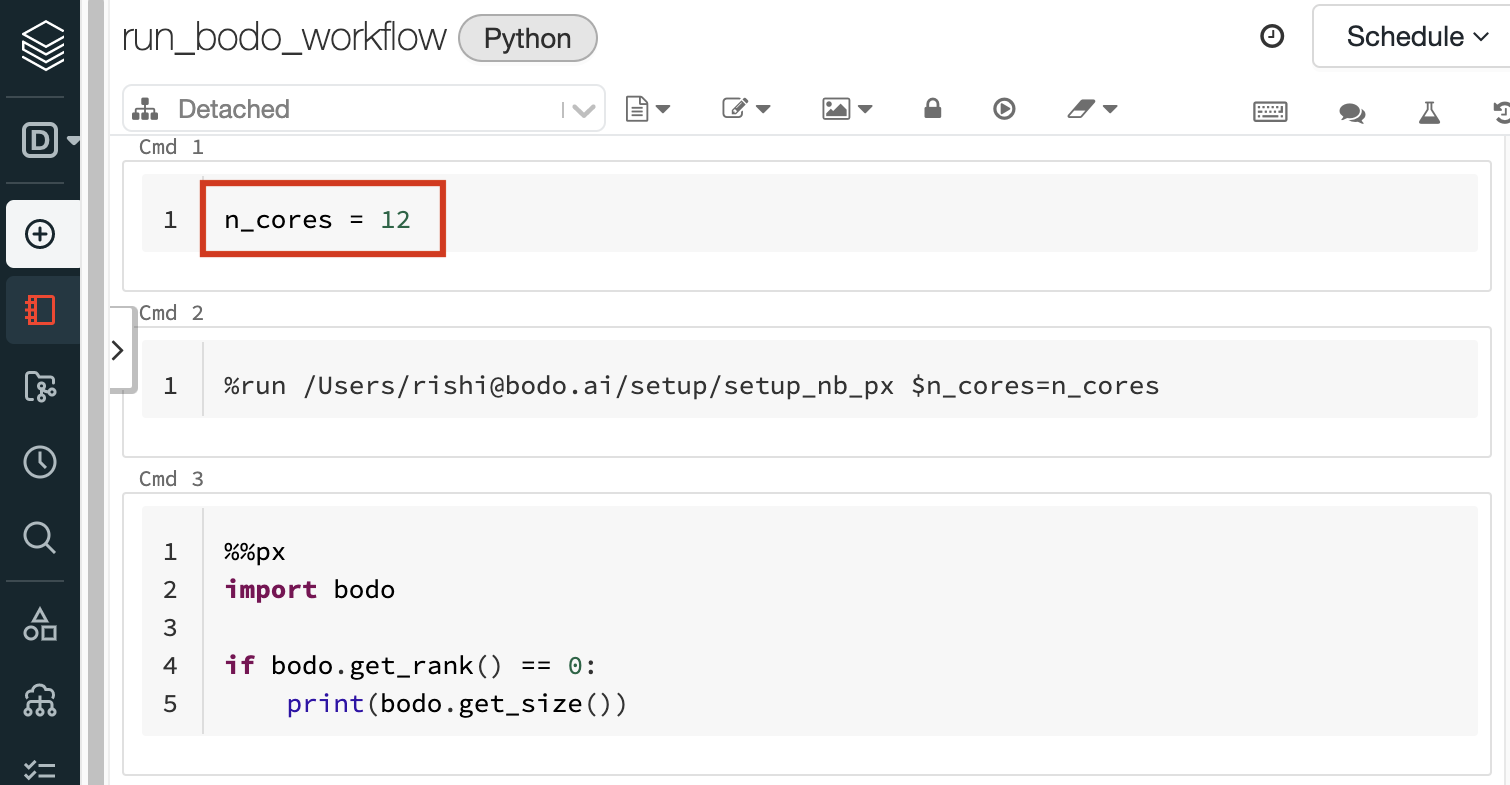 run_bodo_workflow Python
Schedule
D
Detached
Cmd 1
1 n_cores = 12
Cmd 2
1 %run /Users/rishi@bodo.ai/setup/setup_nb_px $n_cores=n_cores
Cmd 3
1 %%px
2 import bodo
3
4 if bodo.get_rank() == 0:
5     print(bodo.get_size())